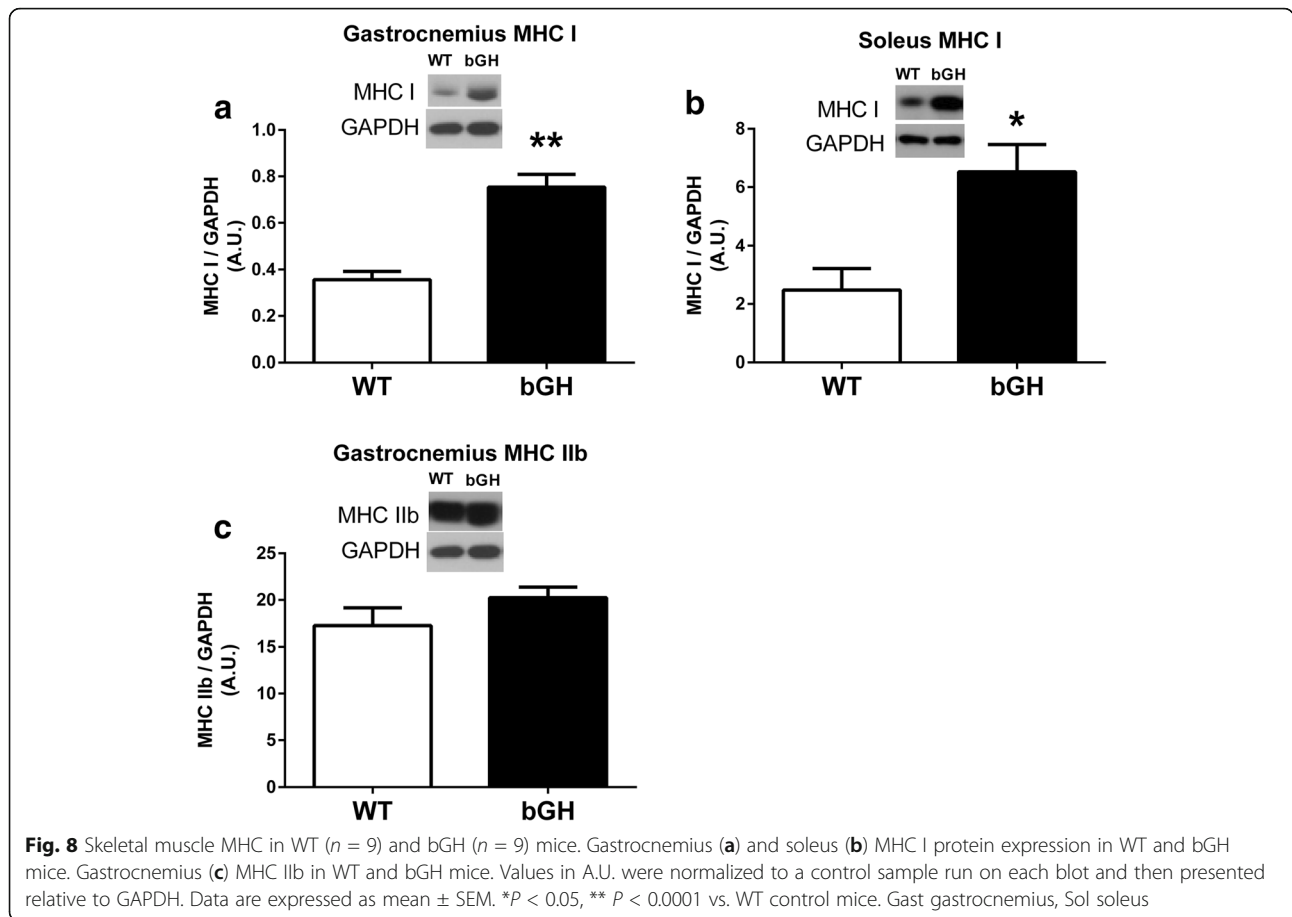 Gastrocnemius MHC I
WT bGH
a
MHC I
GAPDH
**
1.0
0.8
0.6
0.4
0.2
0.0
MHC I / GAPDH
(A.U.)
WT bGH
Soleus MHC I
WT bGH
b
MHC I
GAPDH
*
8
6
4
2
0
MHC I / GAPDH
(A.U.)
WT bGH
Gastrocnemius MHC IIb
WT bGH
MHC IIb
c
GAPDH
25
20
15
10
5
0
MHC IIb / GAPDH
(A.U.)
WT bGH
Fig. 8 Skeletal muscle MHC in WT (n = 9) and bGH (n = 9) mice. Gastrocnemius (a) and soleus (b) MHC I protein expression in WT and bGH
mice. Gastrocnemius (c) MHC IIb in WT and bGH mice. Values in A.U. were normalized to a control sample run on each blot and then presented
relative to GAPDH. Data are expressed as mean ± SEM. *P < 0.05, ** P < 0.0001 vs. WT control mice. Gast gastrocnemius, Sol soleus